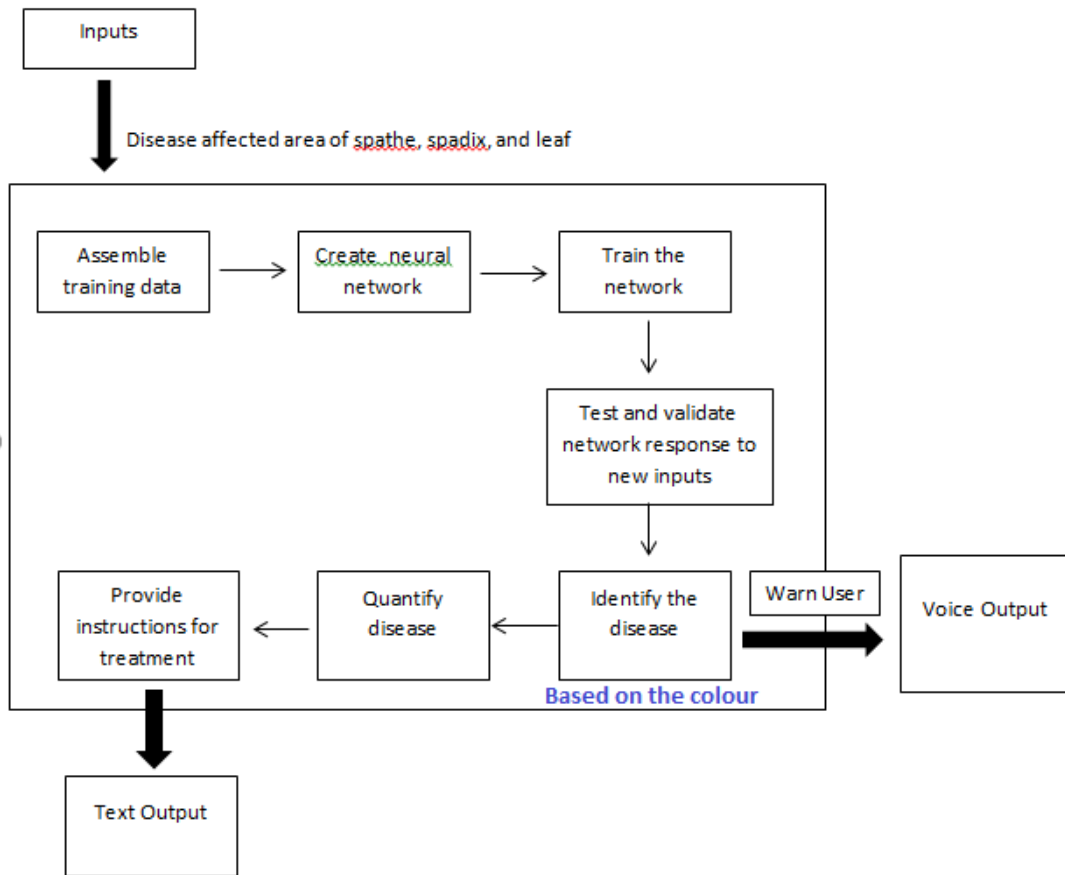 Inputs
Disease affected area of spathe, spadix, and leaf
Assemble
training data
Create neural
network
Train the
network
Test and validate
network response to
new inputs
Identify the
disease
Based on the colour
Warn User
Voice Output
Quantify
disease
Provide
instructions for
treatment
Text Output